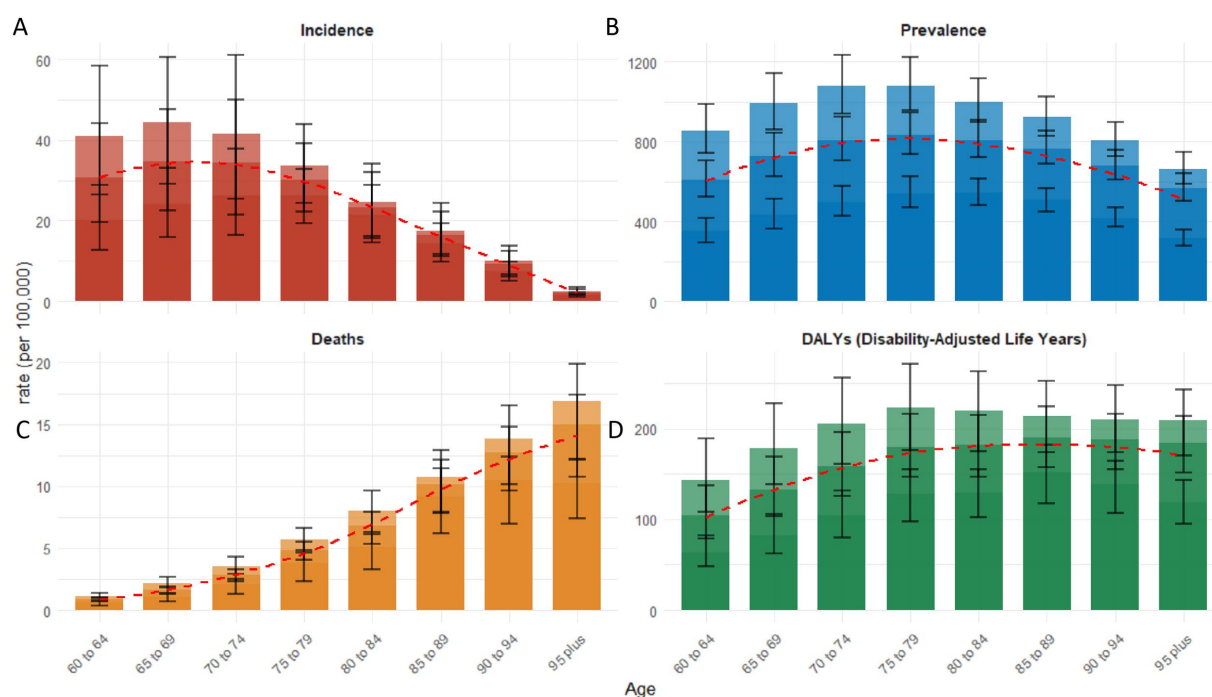 A
Incidence
60
40
20
0
B
Prevalence
1200
800
400
0
rate (per 100,000)
C
Deaths
20
15
10
5
0
60 to 64
65 to 69
70 to 74
75 to 79
80 to 84
85 to 89
90 to 94
95 plus
D
DALYs (Disability-Adjusted Life Years)
200
100
0
60 to 64
65 to 69
70 to 74
75 to 79
80 to 84
85 to 89
90 to 94
95 plus
Age